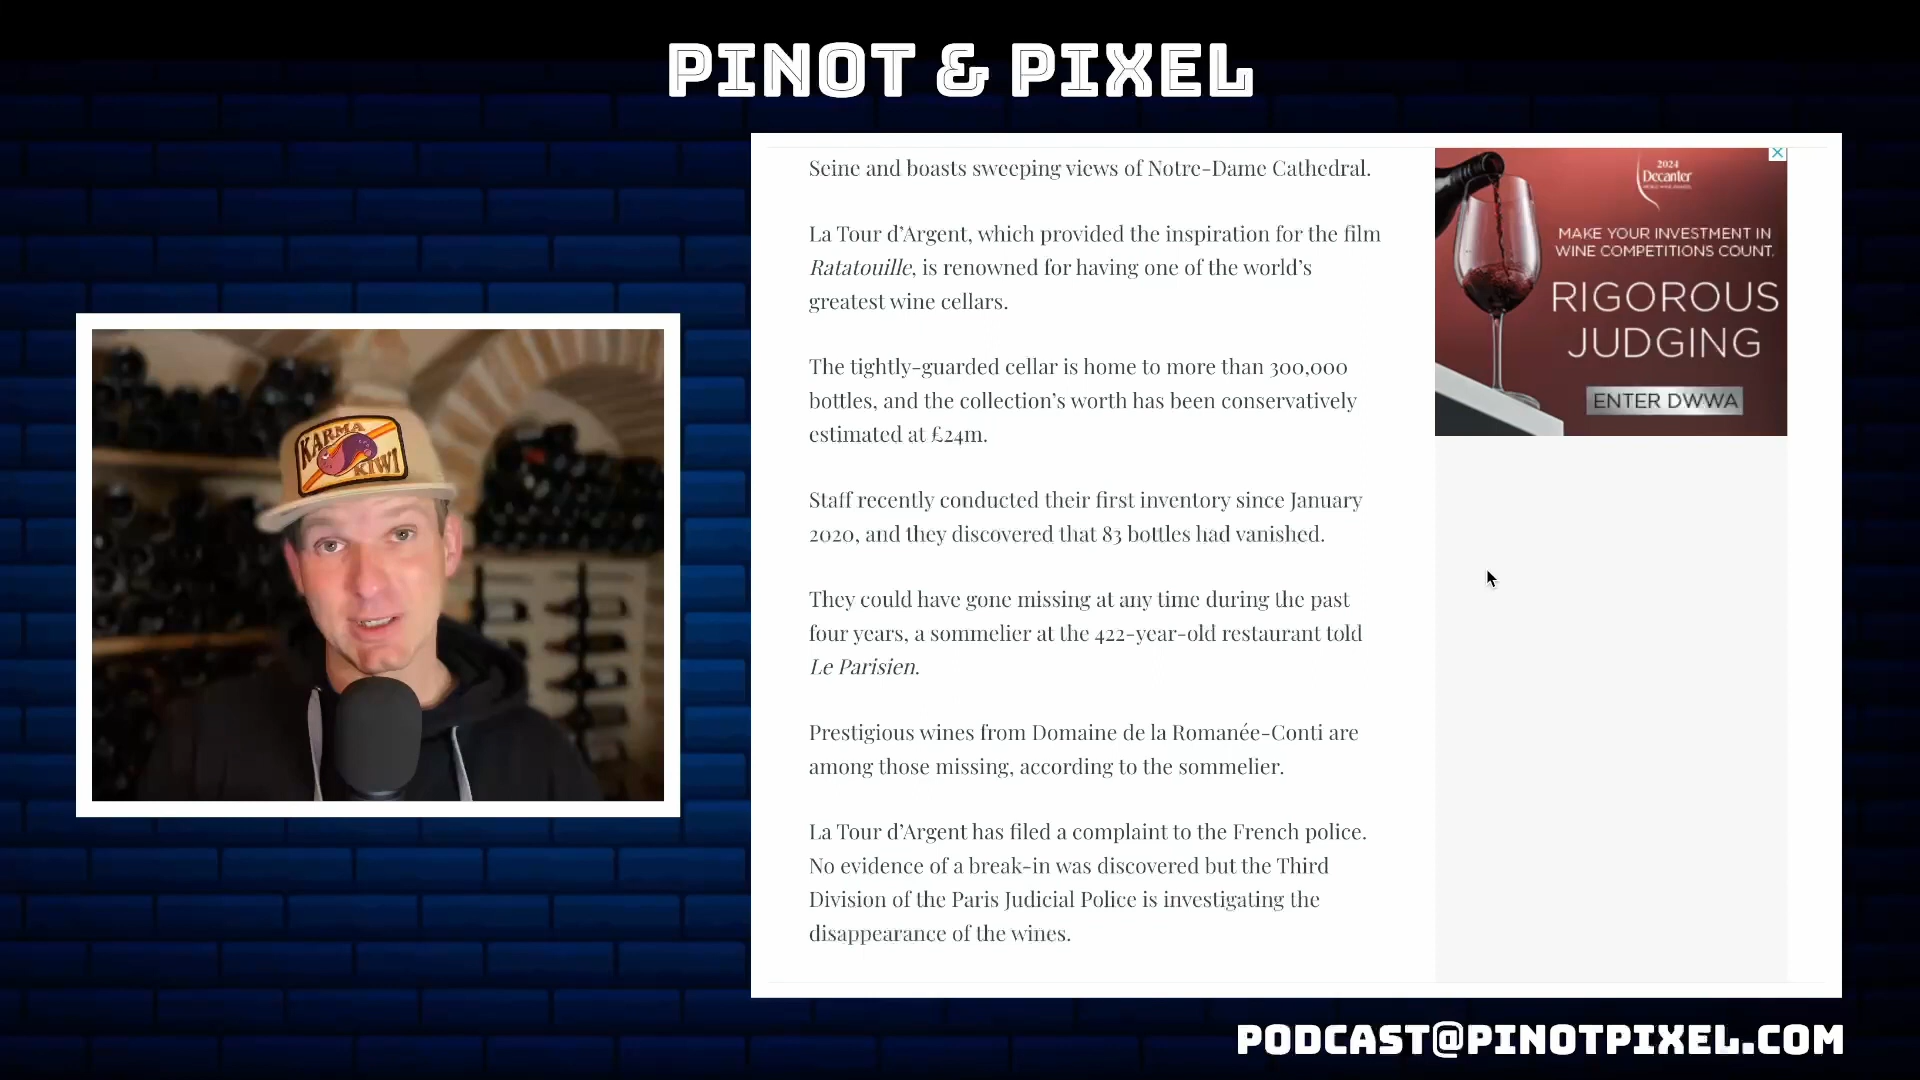 PINOT & PIXEL
Seine and boasts sweeping views of Notre-Dame Cathedral.
La Tour d’Argent, which provided the inspiration for the film
Ratatouille, is renowned for having one of the world’s
greatest wine cellars.
The tightly-guarded cellar is home to more than 300,000
bottles, and the collection’s worth has been conservatively
estimated at £24m.
Staff recently conducted their first inventory since January
2020, and they discovered that 83 bottles had vanished.
They could have gone missing at any time during the past
four years, a sommelier at the 422-year-old restaurant told
Le Parisien.
Prestigious wines from Domaine de la Romanée-Conti are
among those missing, according to the sommelier.
La Tour d’Argent has filed a complaint to the French police.
No evidence of a break-in was discovered but the Third
Division of the Paris Judicial Police is investigating the
disappearance of the wines.
2024
Decanter
MAKE YOUR INVESTMENT IN
WINE COMPETITIONS COUNT.
RIGOROUS
JUDGING
ENTER DWWA
KARMA
KIWI
PODCAST@PINOTPIXEL.COM